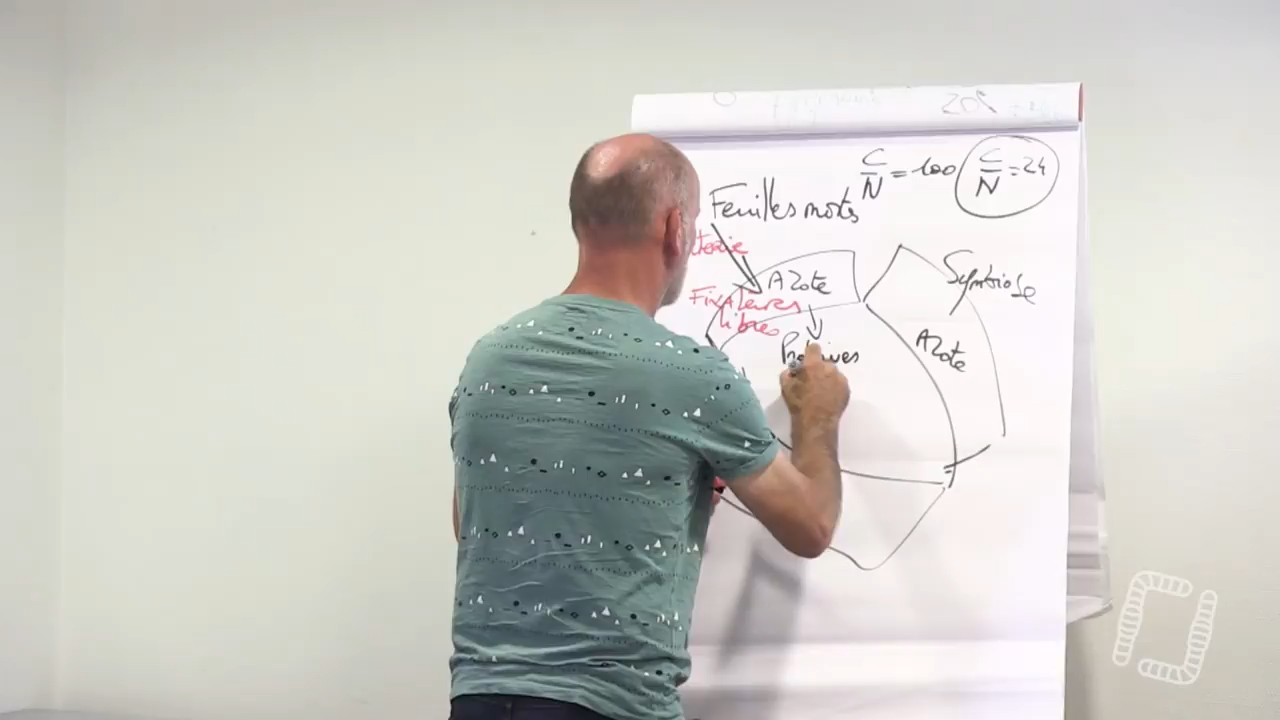 C/N = 100 C/N = 24
Feuilles mortes
Symbiose
Azote
Fixateurs
libres
Azote